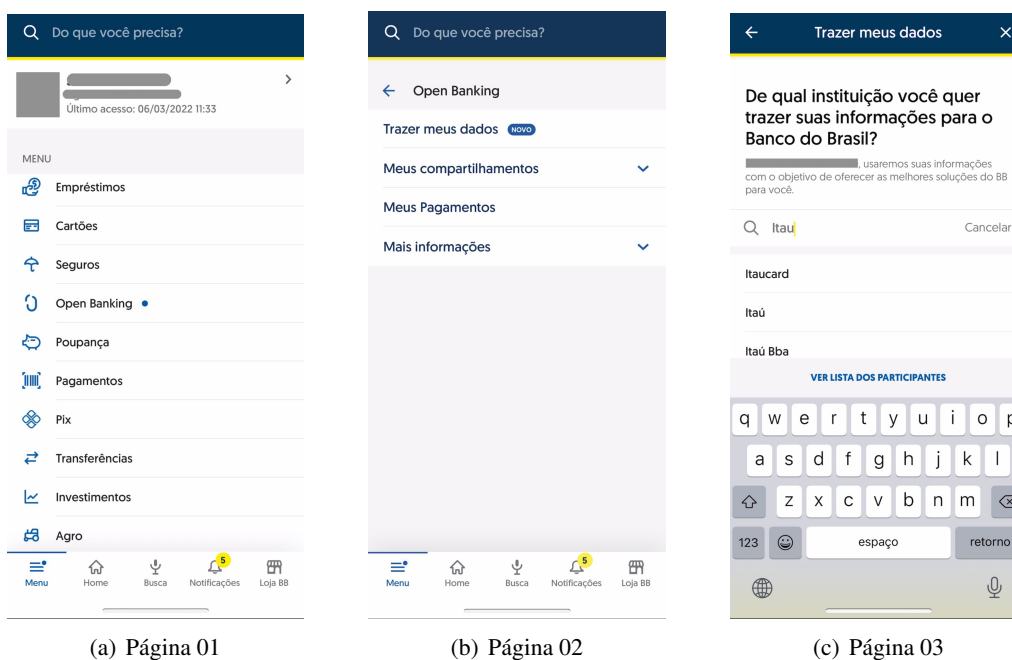 Do que você precisa?
Último acesso: 06/03/2022 11:33
MENU
Empréstimos
Cartões
Seguros
Open Banking
Poupança
Pagamentos
Pix
Transferências
Investimentos
Agro
5
Menu Home Busca Notificações Loja BB
(a) Página 01
Do que você precisa?
Open Banking
Trazer meus dados NOVO
Meus compartilhamentos
Meus Pagamentos
Mais informações
5
Menu Home Busca Notificações Loja BB
(b) Página 02
Trazer meus dados
De qual instituição você quer
trazer suas informações para o
Banco do Brasil?
, usaremos suas informações
com o objetivo de oferecer as melhores soluções do BB
para você.
Itau Cancelar
Itaucard
Itaú
Itaú Bba
VER LISTA DOS PARTICIPANTES
q w e r t y u i o p
a s d f g h j k l
z x c v b n m
123 espaço retorno
(c) Página 03